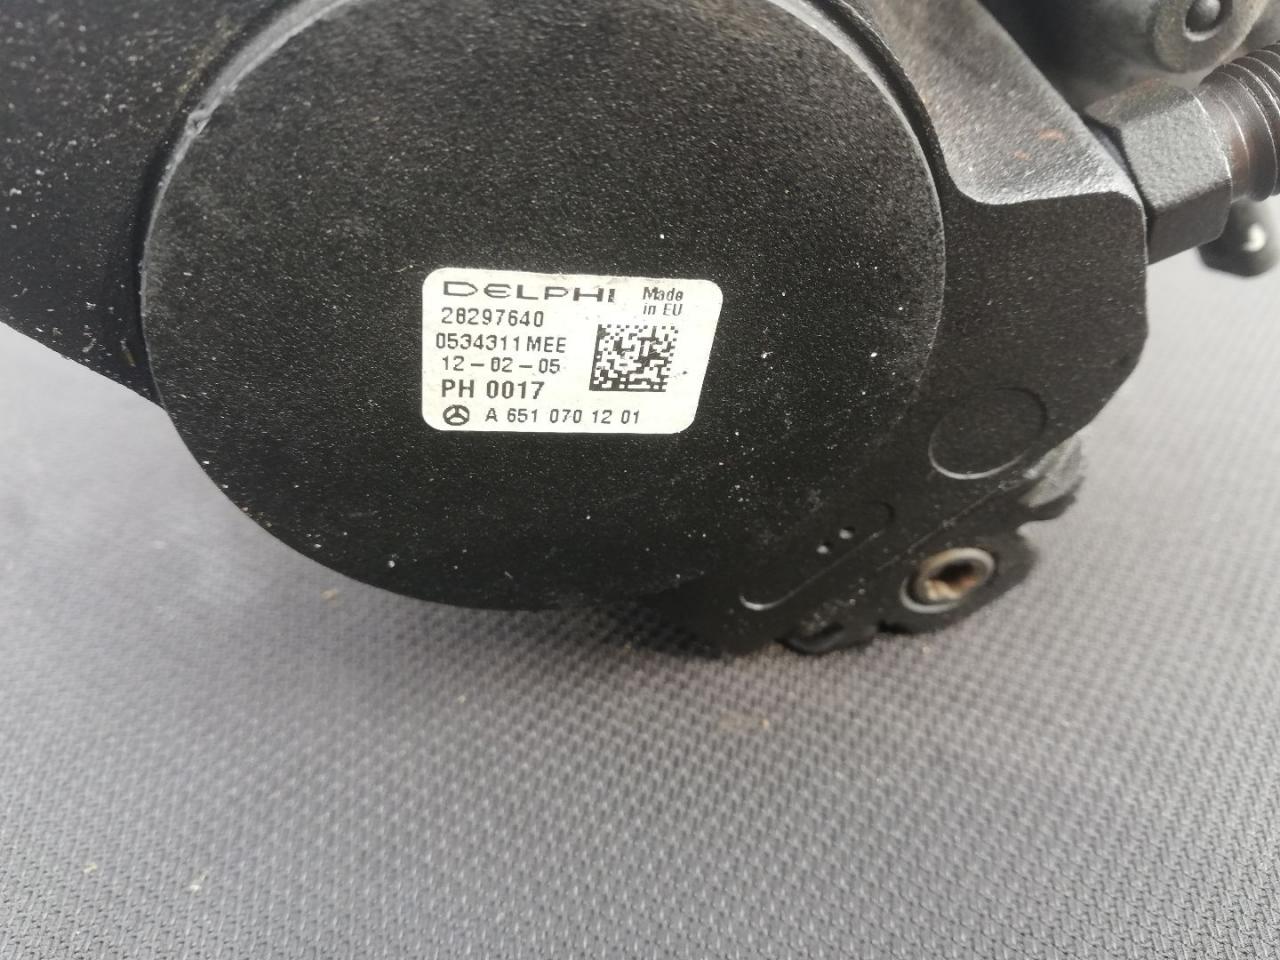 DELPHI Made in EU
28297640
0534311MEE
12-02-05
PH 0017
A 651 070 12 01